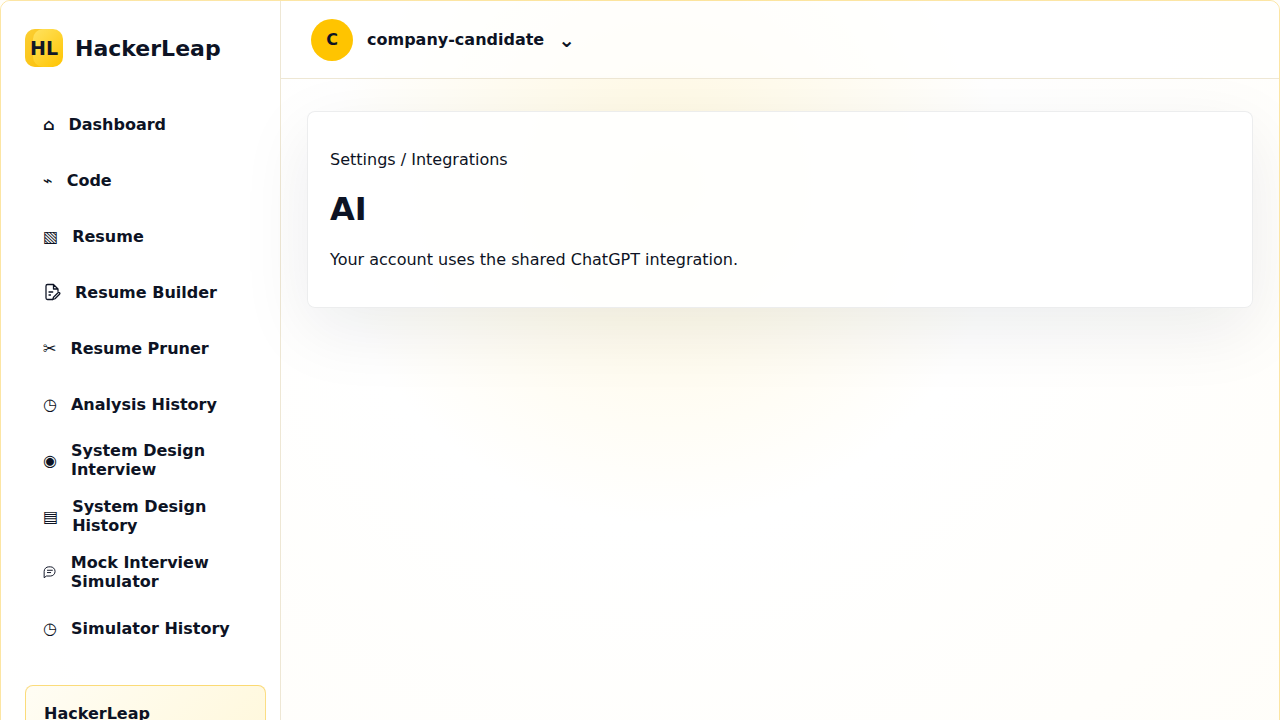 HL HackerLeap
Dashboard
Code
Resume
Resume Builder
Resume Pruner
Analysis History
System Design
Interview
System Design
History
Mock Interview
Simulator
Simulator History
HackerLeap
C company-candidate
Settings / Integrations
AI
Your account uses the shared ChatGPT integration.